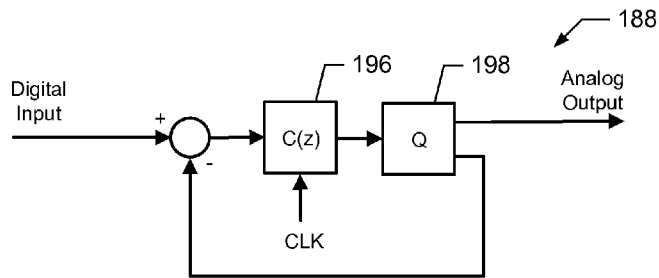 188
196
198
Digital
Input
Analog
Output
+
-
C(z)
Q
CLK